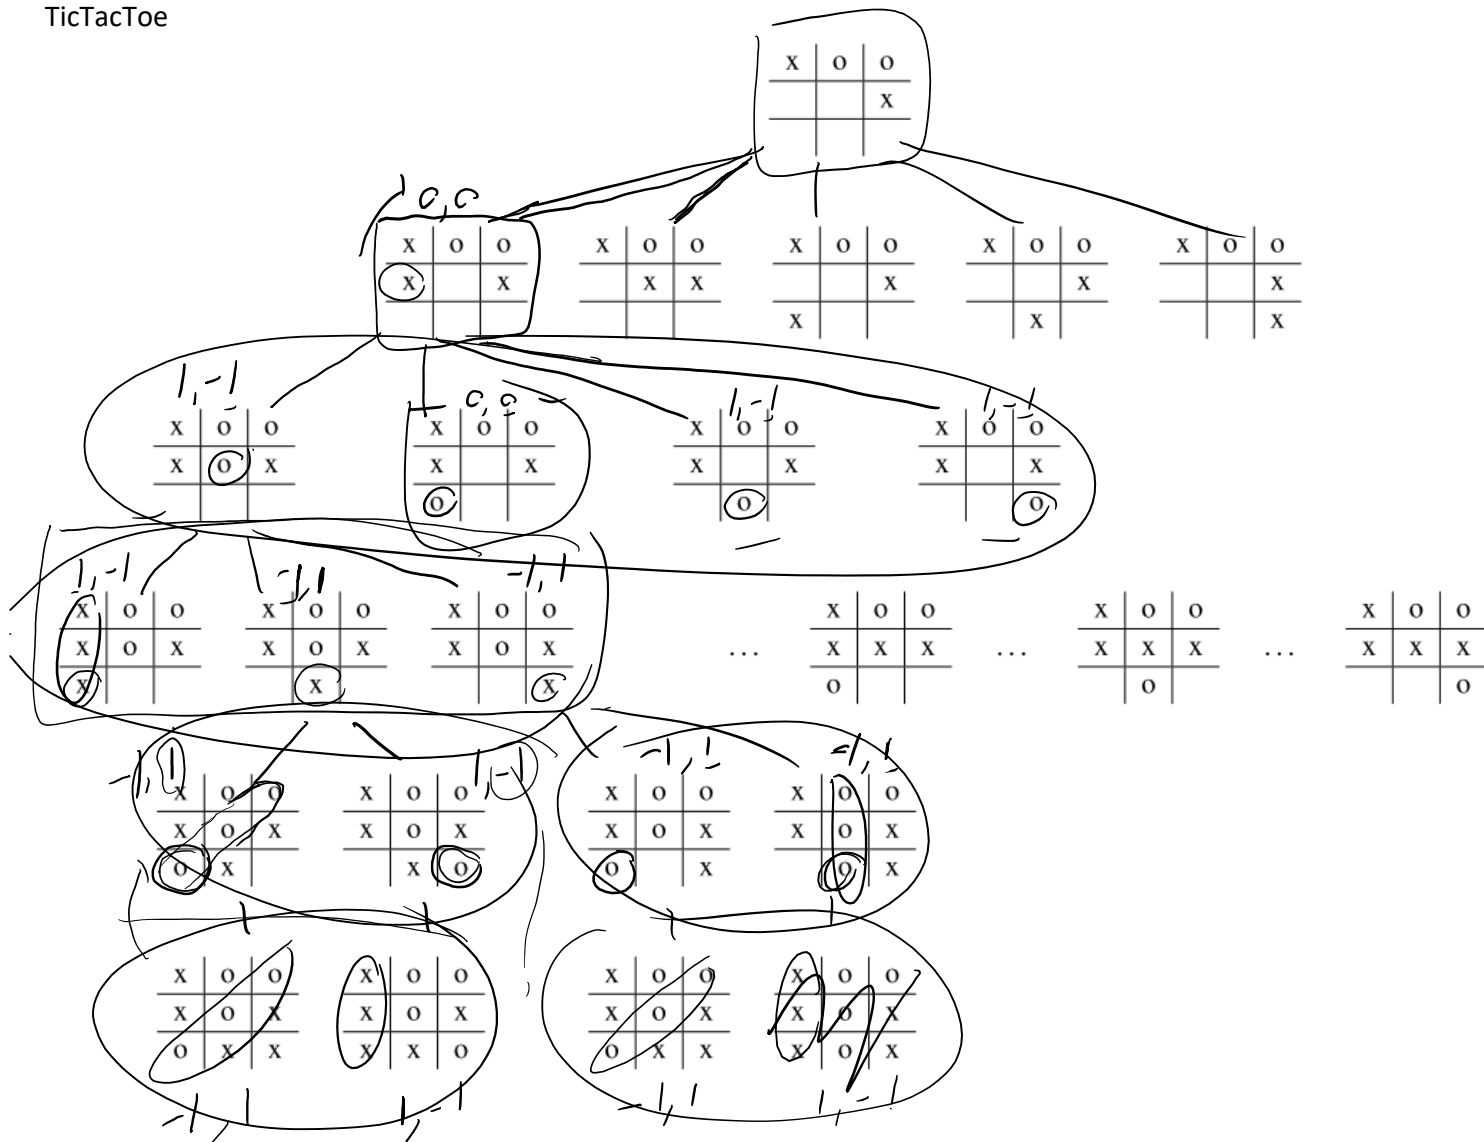 TicTacToe
x o o
x
0,0
x o o x o o x o o x o o x o o
x x x x x x x
x x x
1,-1 0,0 1,-1 1,-1
x o o x o o x o o x o o
x o x x x x x x x
o o o
1,-1 -1,1 -1,1
x o o x o o x o o x o o x o o x o o
x o x x o x x o x ... x x x ... x x x ... x x x
x x x o o o
-1,1 1,-1 -1,1 -1,1
x o o x o o x o o x o o
x o x x o x x o x x o x
o x x o o x o x
x o o x o o x o o x o o
x o x x o x x o x x o x
o x x x x o o x x x o x
-1,1 1,-1 -1,1 1,-1